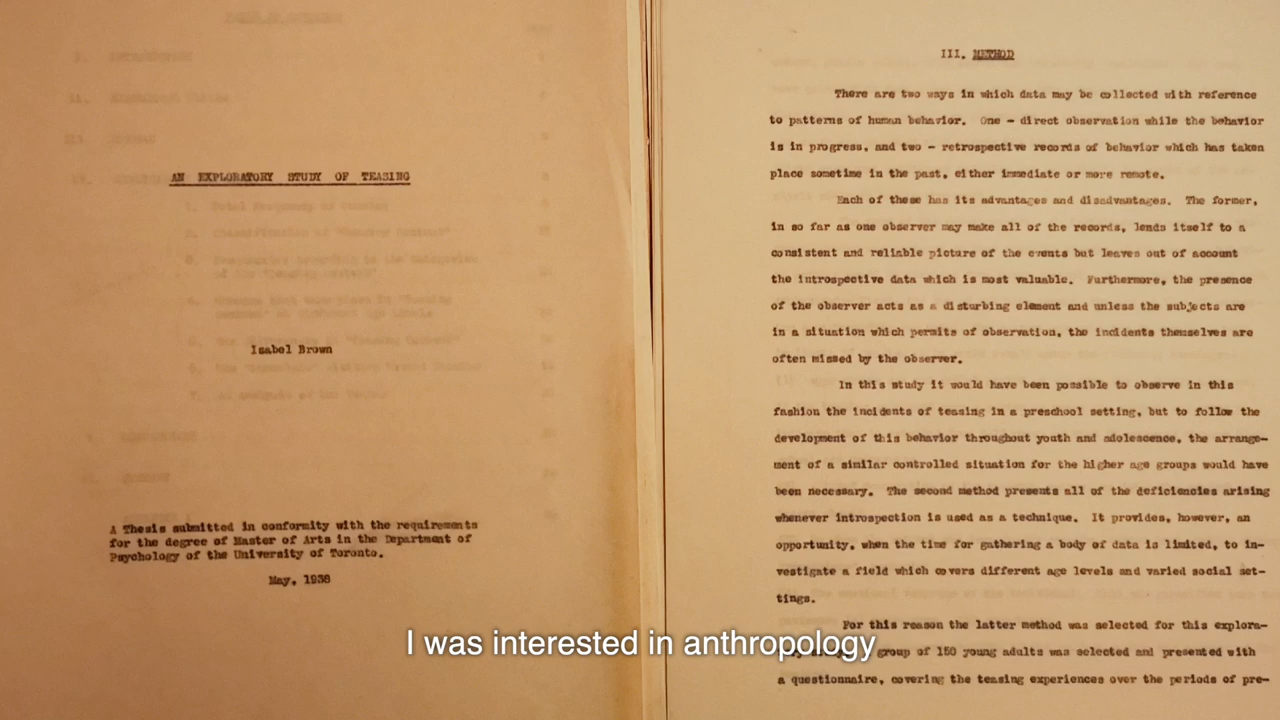 AN EXPLORATORY STUDY OF TEASING
Isabel Brown
A Thesis submitted in conformity with the requirements
for the degree of Master of Arts in the Department of
Psychology of the University of Toronto.
May, 1938
III. METHOD
There are two ways in which data may be collected with reference
to patterns of human behavior. One - direct observation while the behavior
is in progress, and two - retrospective records of behavior which has taken
place sometime in the past, either immediate or more remote.
Each of these has its advantages and disadvantages. The former,
in so far as one observer may make all of the records, lends itself to a
consistent and reliable picture of the events but leaves out of account
the introspective data which is most valuable. Furthermore, the presence
of the observer acts as a disturbing element and unless the subjects are
in a situation which permits of observation, the incidents themselves are
often missed by the observer.
In this study it would have been possible to observe in this
fashion the incidents of teasing in a preschool setting, but to follow the
development of this behavior throughout youth and adolescence, the arrange-
ment of a similar controlled situation for the higher age groups would have
been necessary. The second method presents all of the deficiencies arising
whenever introspection is used as a technique. It provides, however, an
opportunity, when the time for gathering a body of data is limited, to in-
vestigate a field which covers different age levels and varied social set-
tings.
For this reason the latter method was selected for this explora-
group of 150 young adults was selected and presented with
a questionnaire, covering the teasing experiences over the periods of pre-
I was interested in anthropology